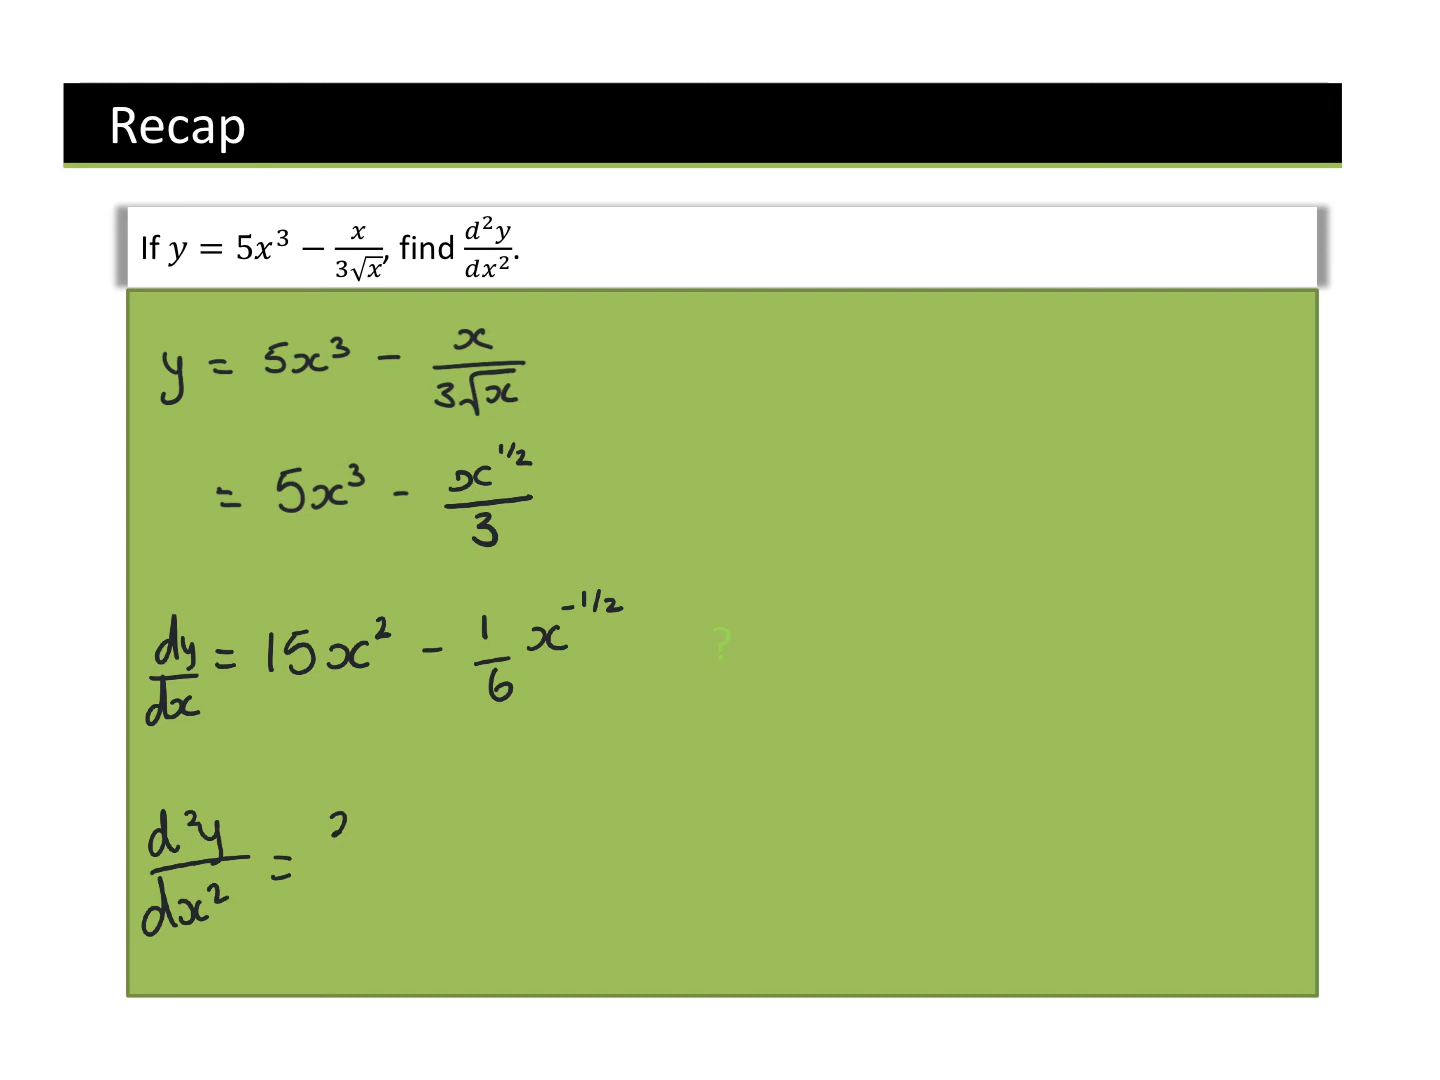 Recap
If y = 5x³ − x/(3√x), find d²y/dx².
y = 5x³ − x/(3√x)
= 5x³ − x^(1/2)/3
dy/dx = 15x² − 1/6 x^(−1/2)
?
d²y/dx² =